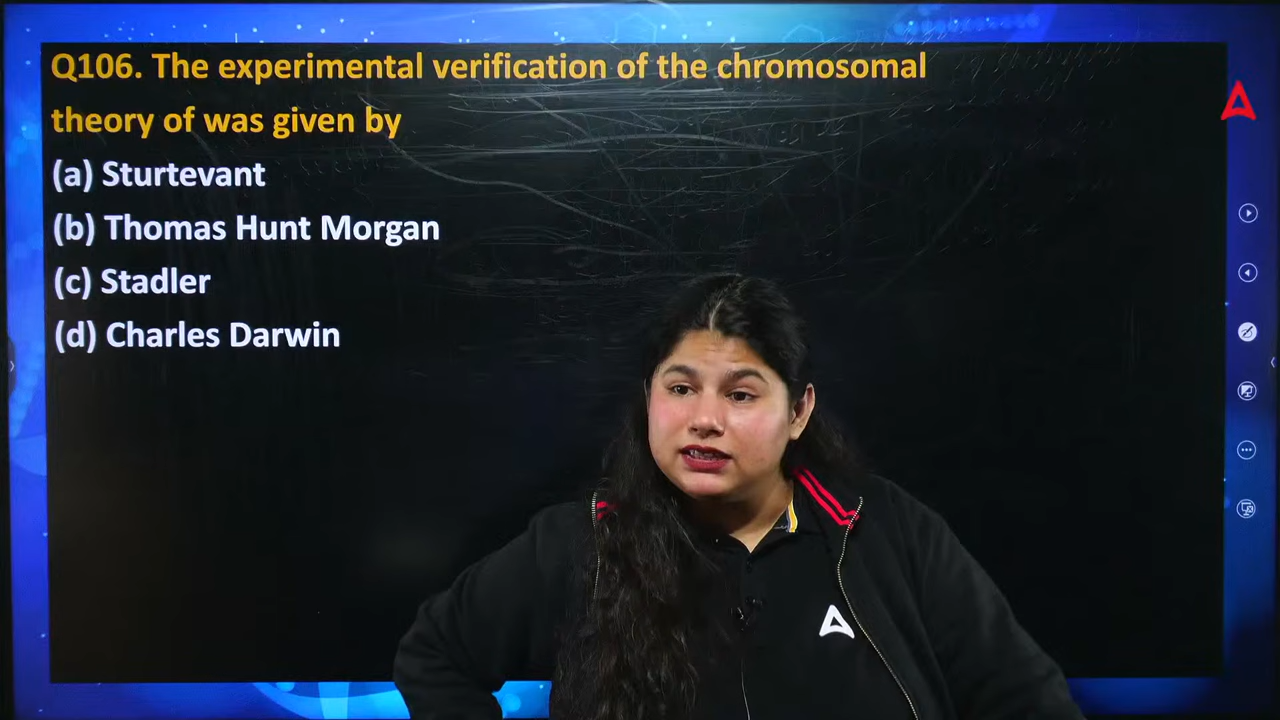 Q106. The experimental verification of the chromosomal
theory of was given by
(a) Sturtevant
(b) Thomas Hunt Morgan
(c) Stadler
(d) Charles Darwin